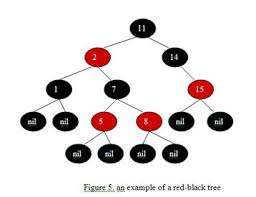 11
2 14
1 7 15
nil nil 5 8 nil nil
nil nil nil nil
Figure 5. an example of a red-black tree